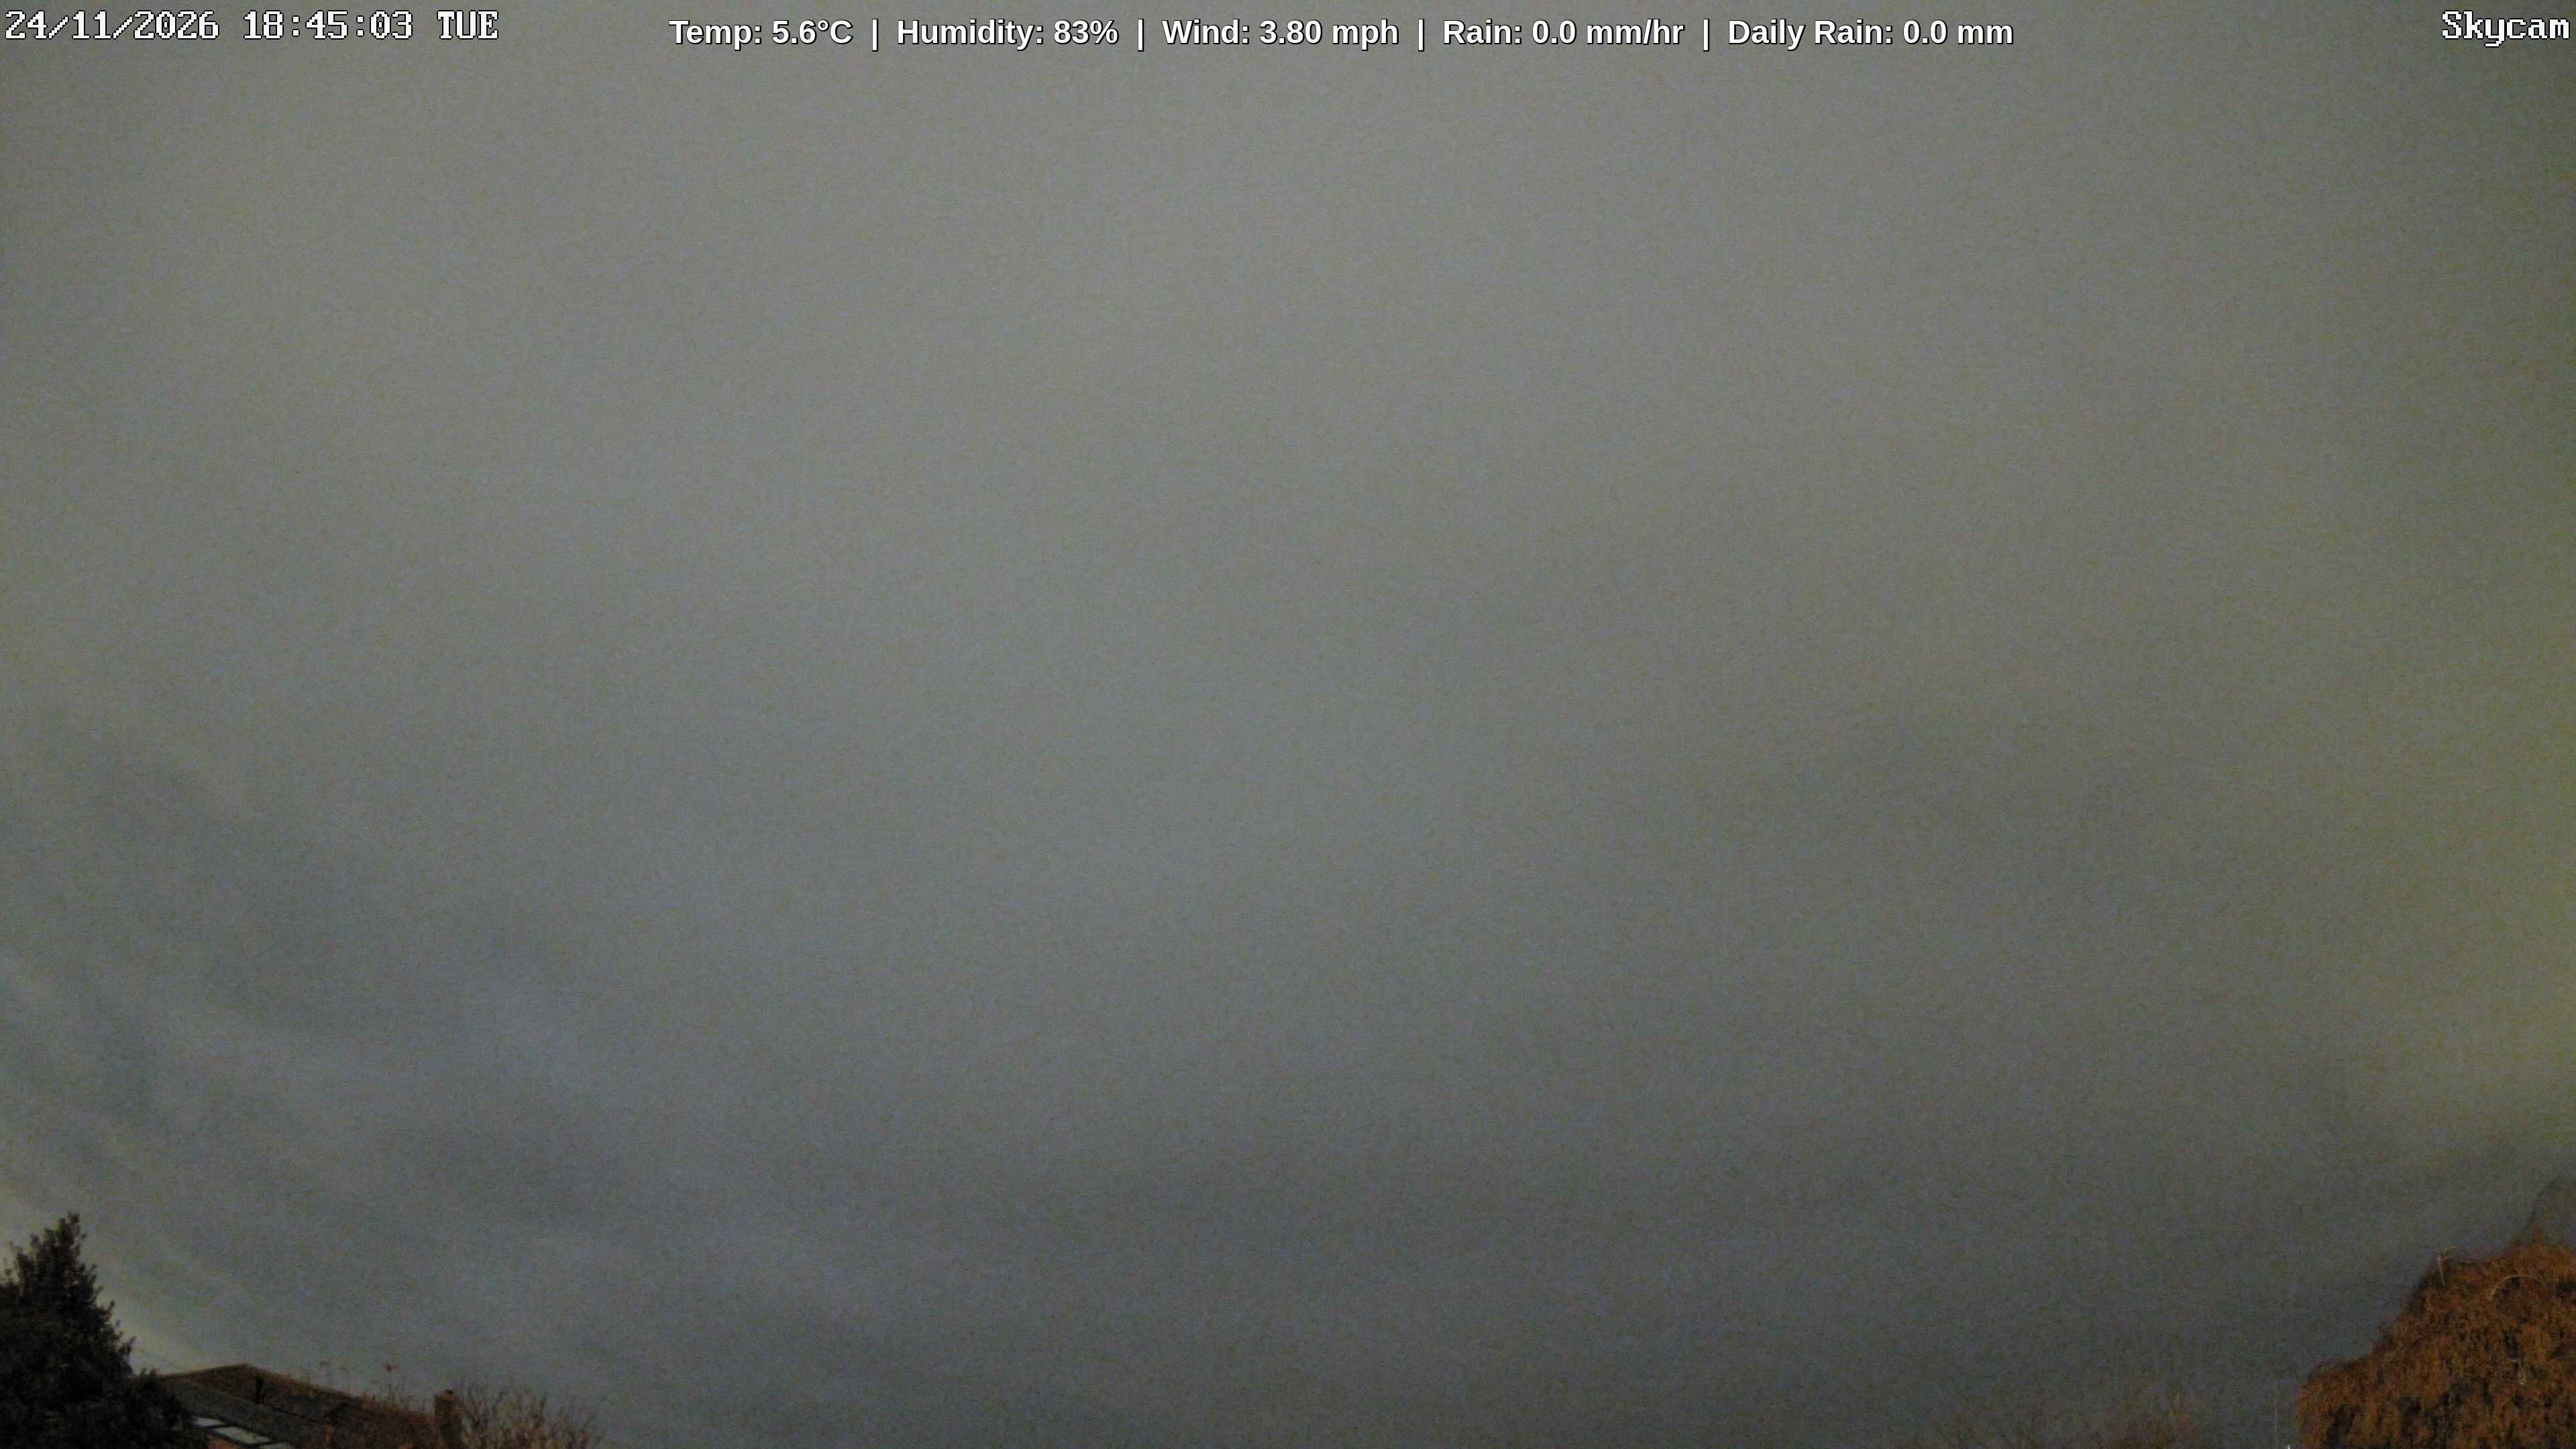 24/11/2026 18:45:03 TUE
Temp: 5.6°C | Humidity: 83% | Wind: 3.80 mph | Rain: 0.0 mm/hr | Daily Rain: 0.0 mm
Skycam